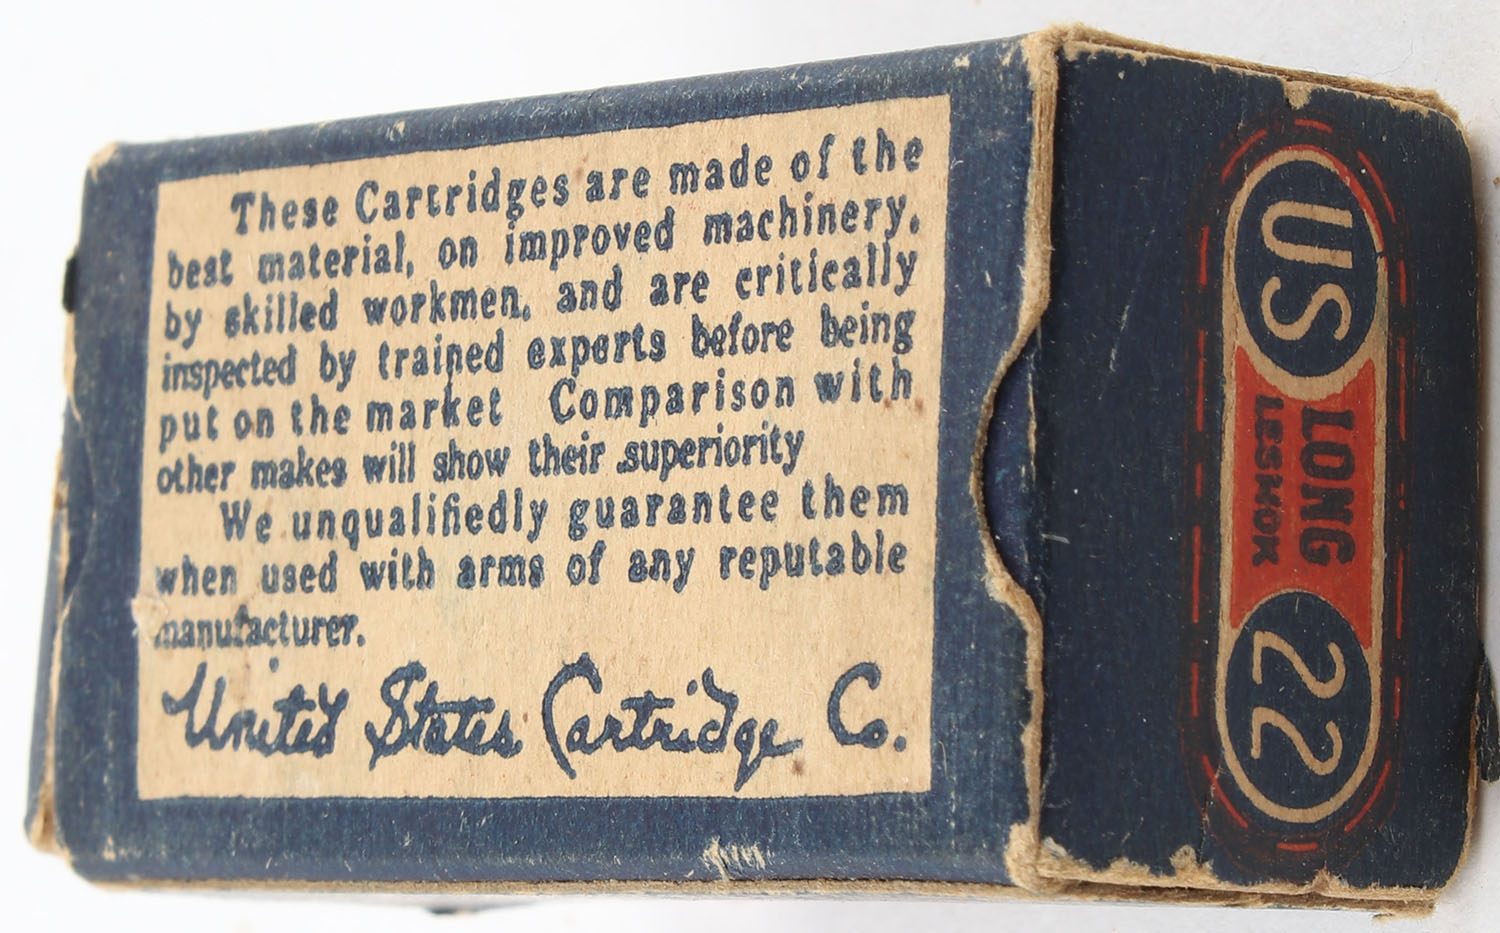 These Cartridges are made of the
best material, on improved machinery,
by skilled workmen, and are critically
inspected by trained experts before being
put on the market Comparison with
other makes will show their superiority
We unqualifiedly guarantee them
when used with arms of any reputable
manufacturer.
United States Cartridge Co.
US
LONG
LESMOK
22